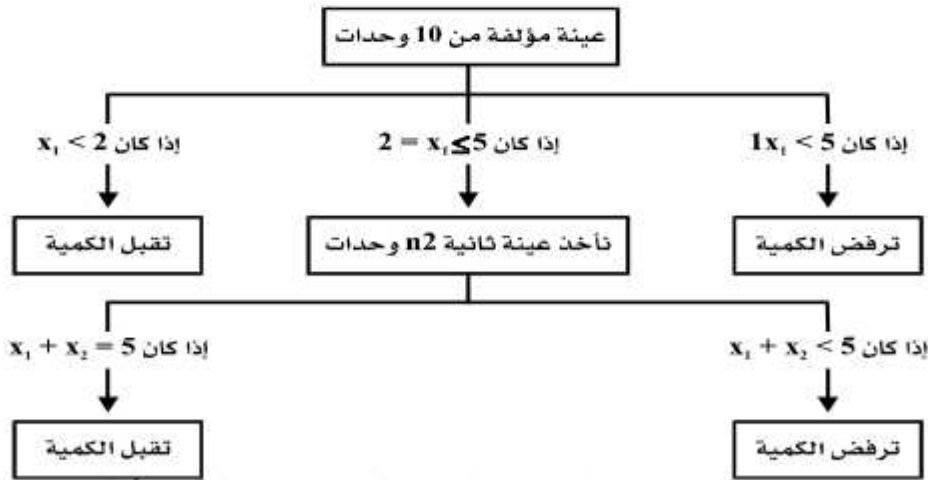 عينة مؤلفة من 10 وحدات
إذا كان 1x₁ < 5
إذا كان 2 = x₁≤5
إذا كان x₁ < 2
ترفض الكمية
نأخذ عينة ثانية n2 وحدات
تقبل الكمية
إذا كان x₁ + x₂ < 5
إذا كان x₁ + x₂ = 5
ترفض الكمية
تقبل الكمية